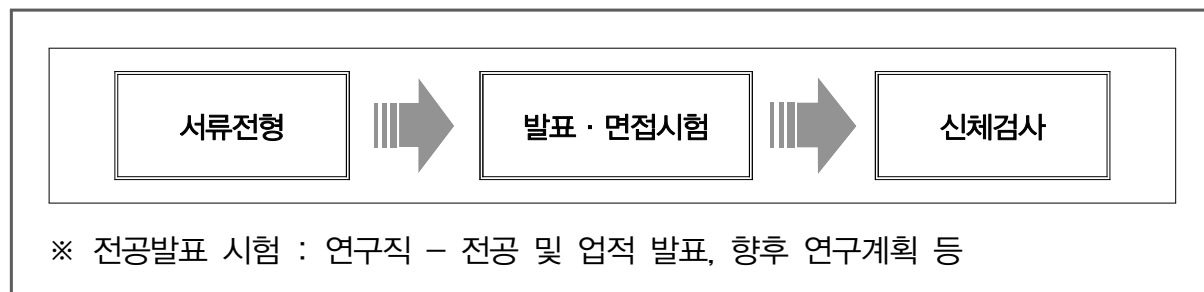 서류전형
발표 · 면접시험
신체검사
※ 전공발표 시험 : 연구직 – 전공 및 업적 발표, 향후 연구계획 등